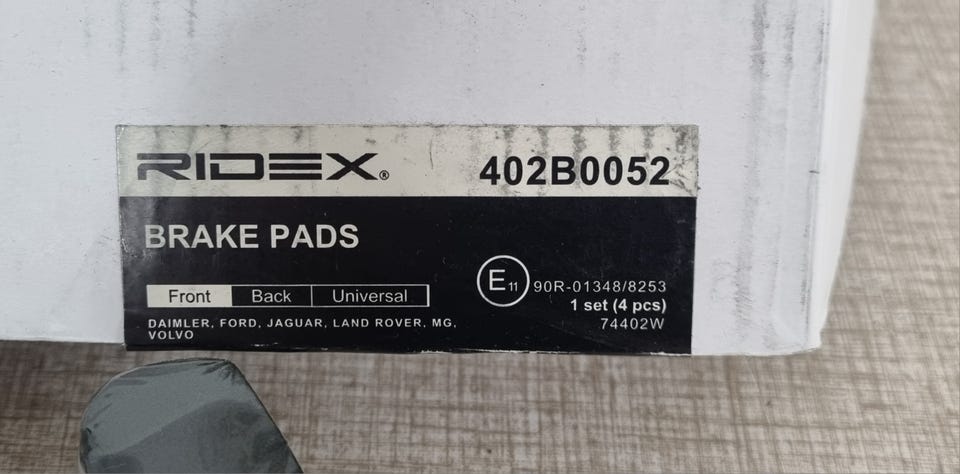 RIDEX® 402B0052
BRAKE PADS
Front Back Universal
E11 90R-01348/8253
1 set (4 pcs)
74402W
DAIMLER, FORD, JAGUAR, LAND ROVER, MG,
VOLVO